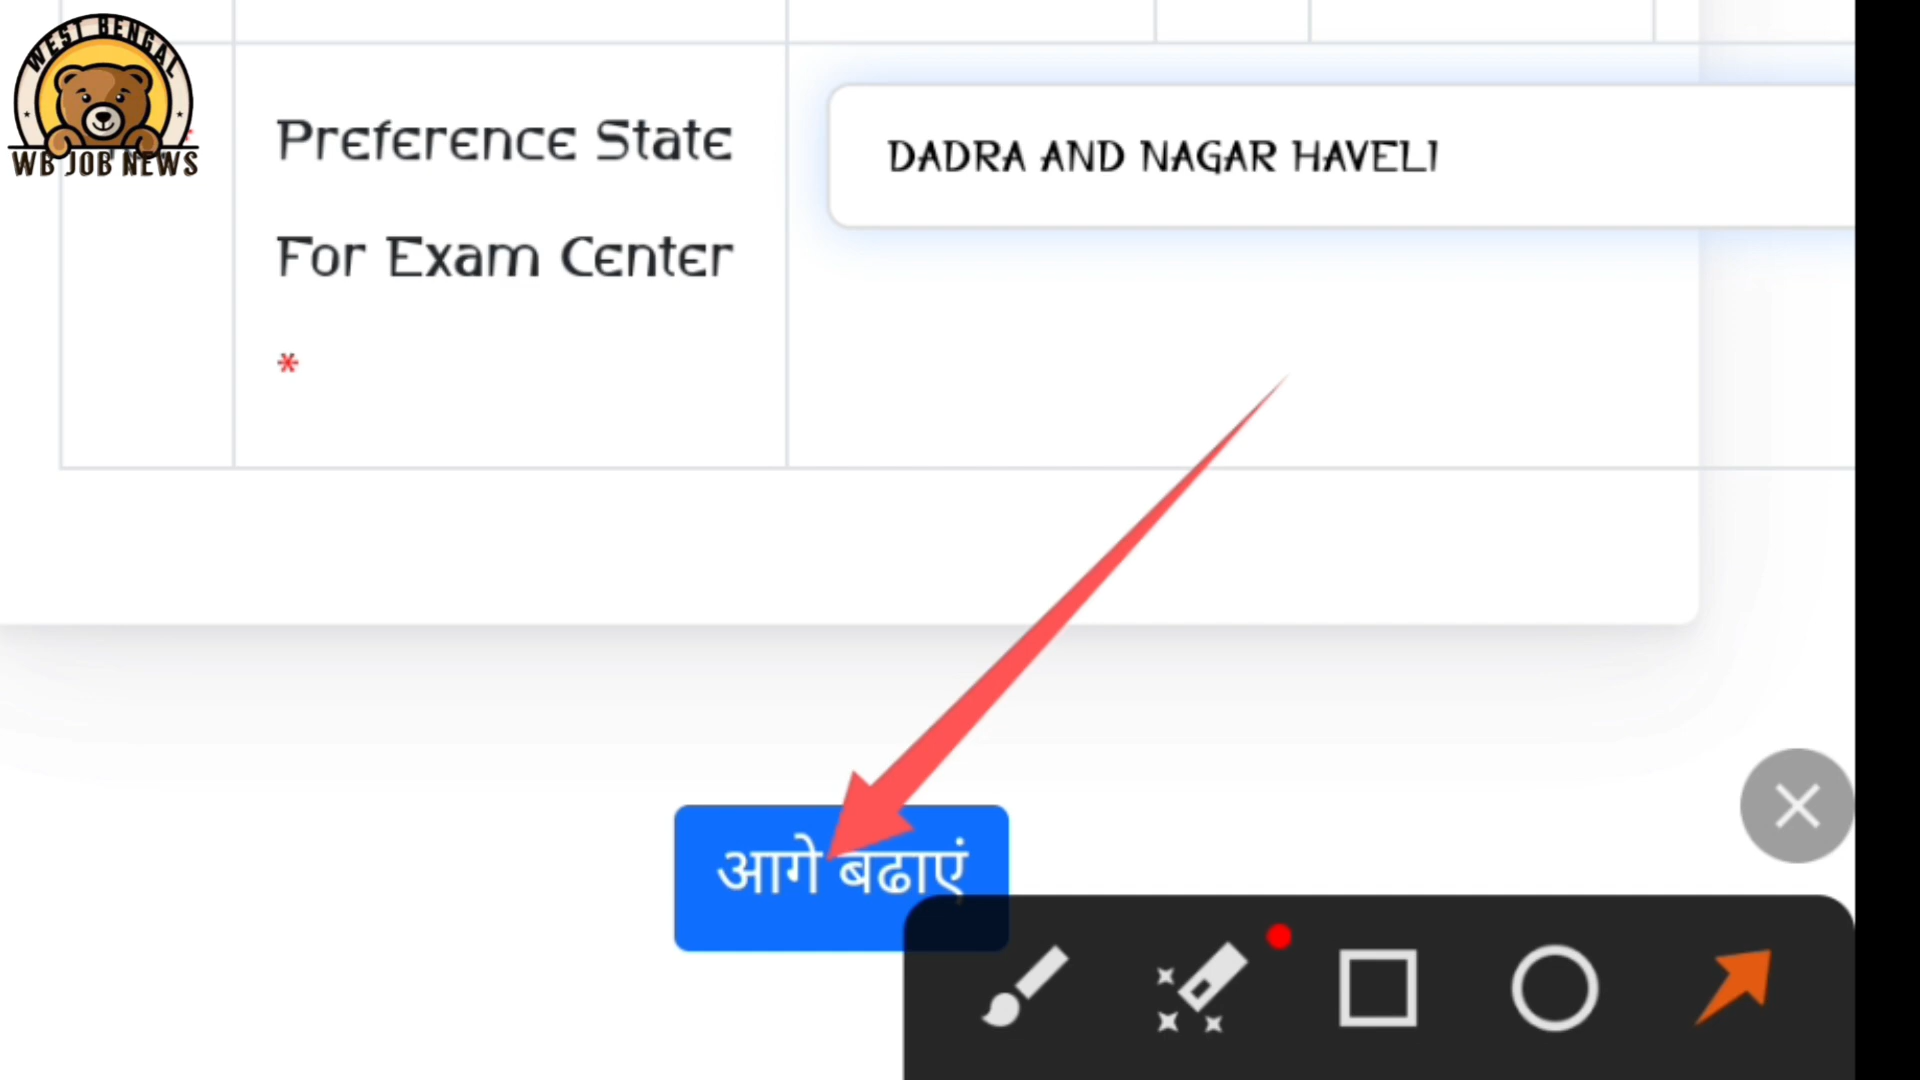 WEST BENGAL
WB JOB NEWS
Preference State
For Exam Center
*
DADRA AND NAGAR HAVELI
आगे बढाएं